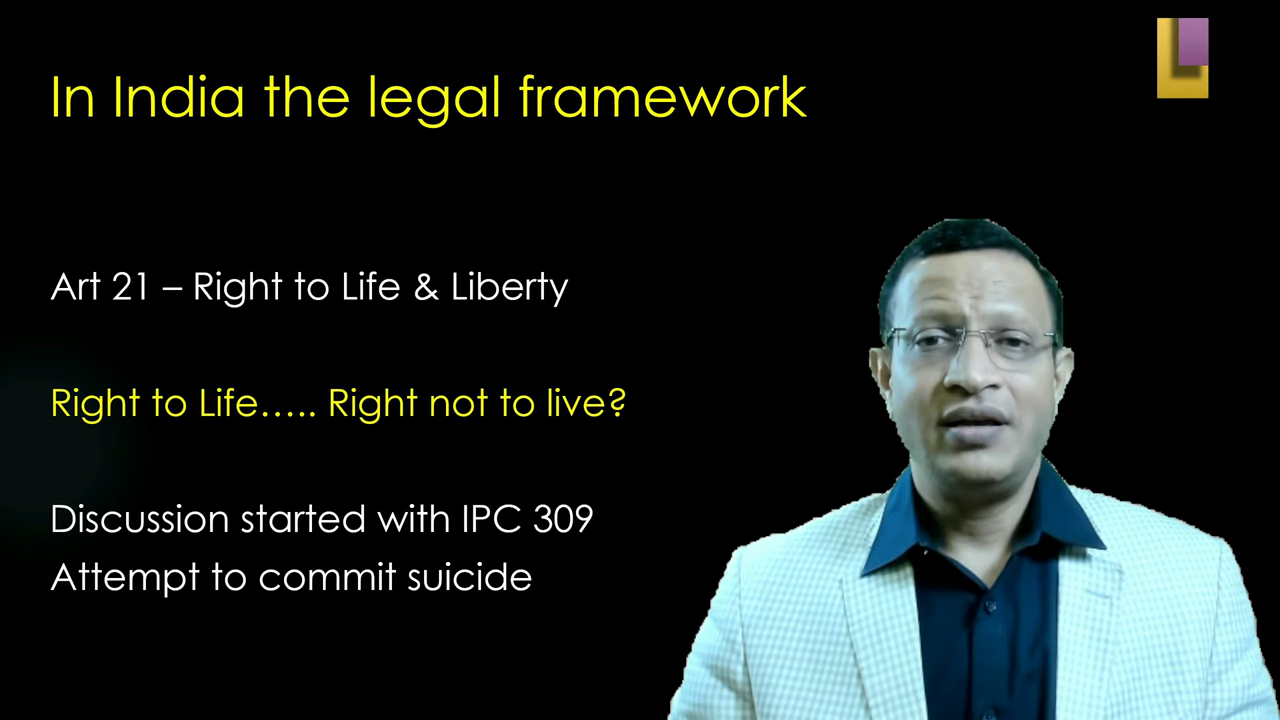 In India the legal framework
Art 21 – Right to Life & Liberty
Right to Life..... Right not to live?
Discussion started with IPC 309
Attempt to commit suicide